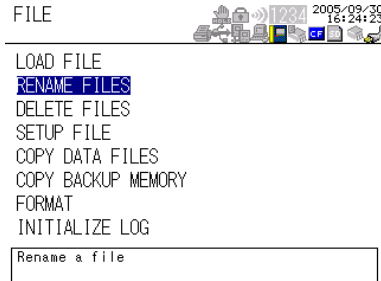 FILE
1234
2005/09/30
16:24:23
CF
SD
LOAD FILE
RENAME FILES
DELETE FILES
SETUP FILE
COPY DATA FILES
COPY BACKUP MEMORY
FORMAT
INITIALIZE LOG
Rename a file